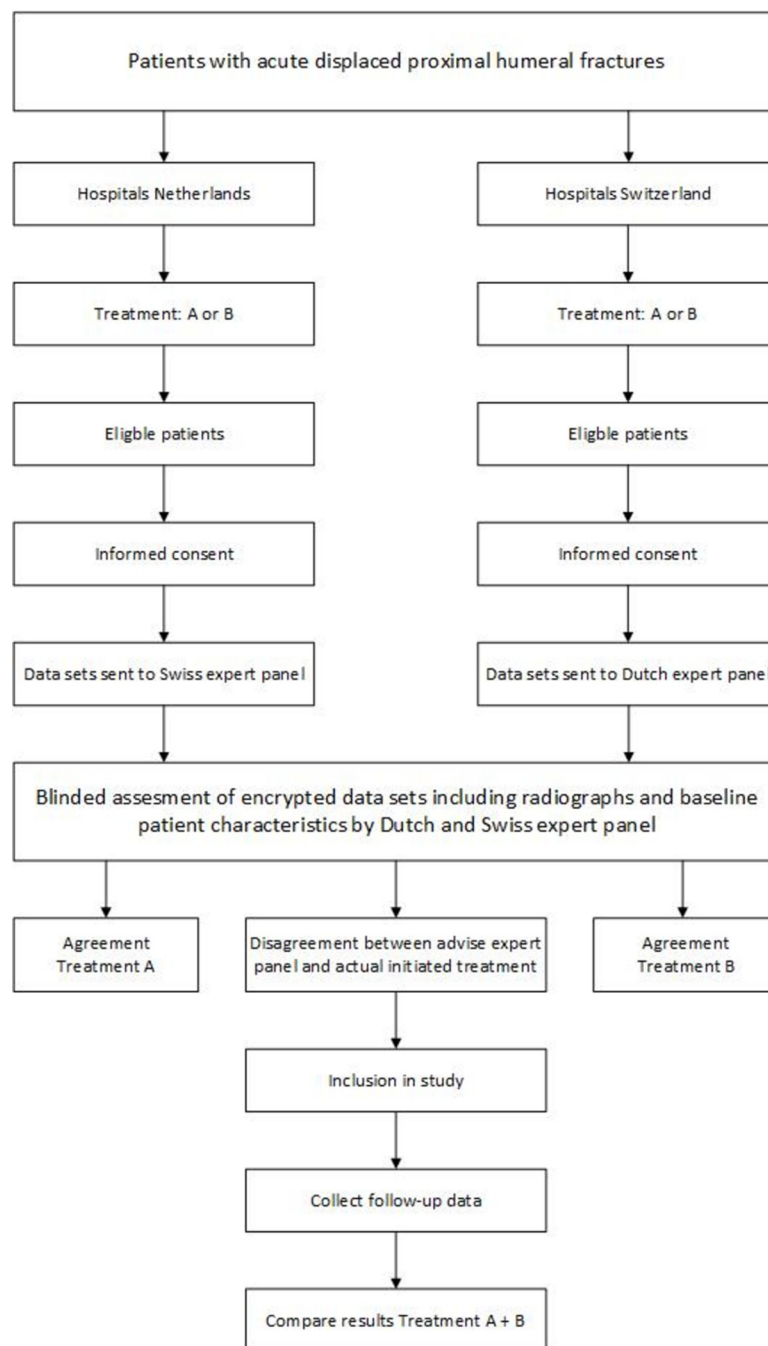 Patients with acute displaced proximal humeral fractures
Hospitals Netherlands
Hospitals Switzerland
Treatment: A or B
Treatment: A or B
Eligble patients
Eligble patients
Informed consent
Informed consent
Data sets sent to Swiss expert panel
Data sets sent to Dutch expert panel
Blinded assesment of encrypted data sets including radiographs and baseline
patient characteristics by Dutch and Swiss expert panel
Agreement
Treatment A
Disagreement between advise expert
panel and actual initiated treatment
Agreement
Treatment B
Inclusion in study
Collect follow-up data
Compare results Treatment A + B